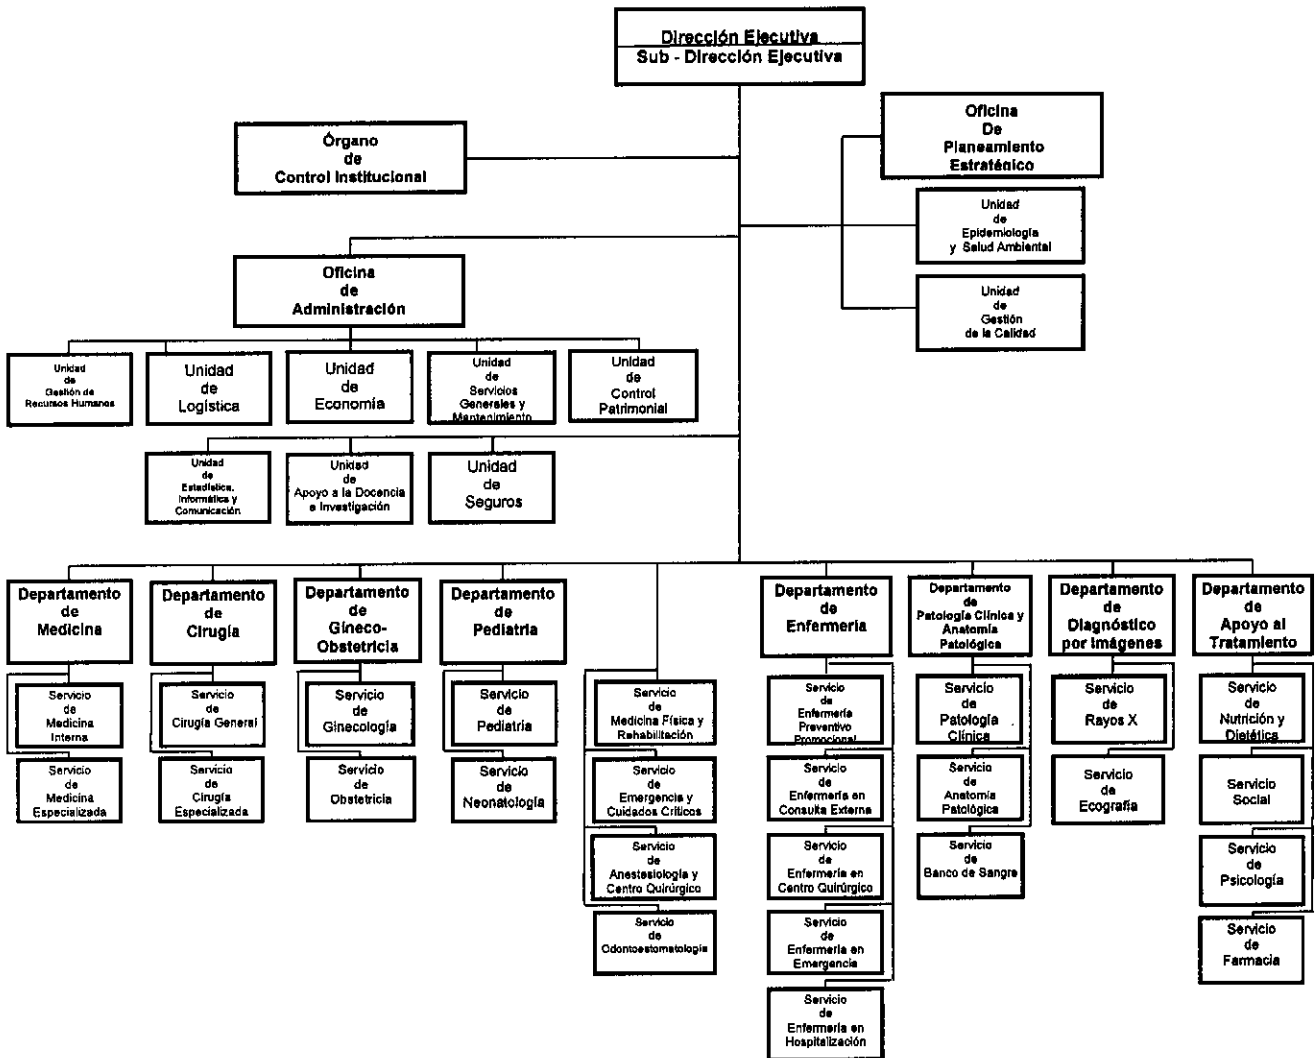 Dirección Ejecutiva
Sub - Dirección Ejecutiva
Órgano
de
Control Institucional
Oficina
De
Planeamiento
Estratégico
Unidad
de
Epidemiología
y Salud Ambiental
Unidad
de
Gestión
de la Calidad
Oficina
de
Administración
Unidad
de
Gestión de
Recursos Humanos
Unidad
de
Logística
Unidad
de
Economía
Unidad
de
Servicios
Generales y
Mantenimiento
Unidad
de
Control
Patrimonial
Unidad
de
Estadística,
Informática y
Comunicación
Unidad
de
Apoyo a la Docencia
e Investigación
Unidad
de
Seguros
Departamento
de
Medicina
Departamento
de
Cirugía
Departamento
de
Gineco-
Obstetricia
Departamento
de
Pediatria
Departamento
de
Enfermería
Departamento
de
Patología Clínica y
Anatomía
Patológica
Departamento
de
Diagnóstico
por Imágenes
Departamento
de
Apoyo al
Tratamiento
Servicio
de
Medicina
Interna
Servicio
de
Cirugía General
Servicio
de
Ginecología
Servicio
de
Pediatria
Servicio
de
Medicina Física y
Rehabilitación
Servicio
de
Enfermería
Preventivo
Promocional
Servicio
de
Patología
Clínica
Servicio
de
Rayos X
Servicio
de
Nutrición y
Dietética
Servicio
de
Medicina
Especializada
Servicio
de
Cirugía
Especializada
Servicio
de
Obstetricia
Servicio
de
Neonatología
Servicio
de
Emergencia y
Cuidados Críticos
Servicio
de
Enfermería en
Consulta Externa
Servicio
de
Anatomía
Patológica
Servicio
de
Ecografía
Servicio
Social
Servicio
de
Anestesiología y
Centro Quirúrgico
Servicio
de
Enfermería en
Centro Quirúrgico
Servicio
de
Banco de Sangre
Servicio
de
Psicología
Servicio
de
Odontoestomatología
Servicio
de
Enfermería en
Emergencia
Servicio
de
Farmacia
Servicio
de
Enfermería en
Hospitalización